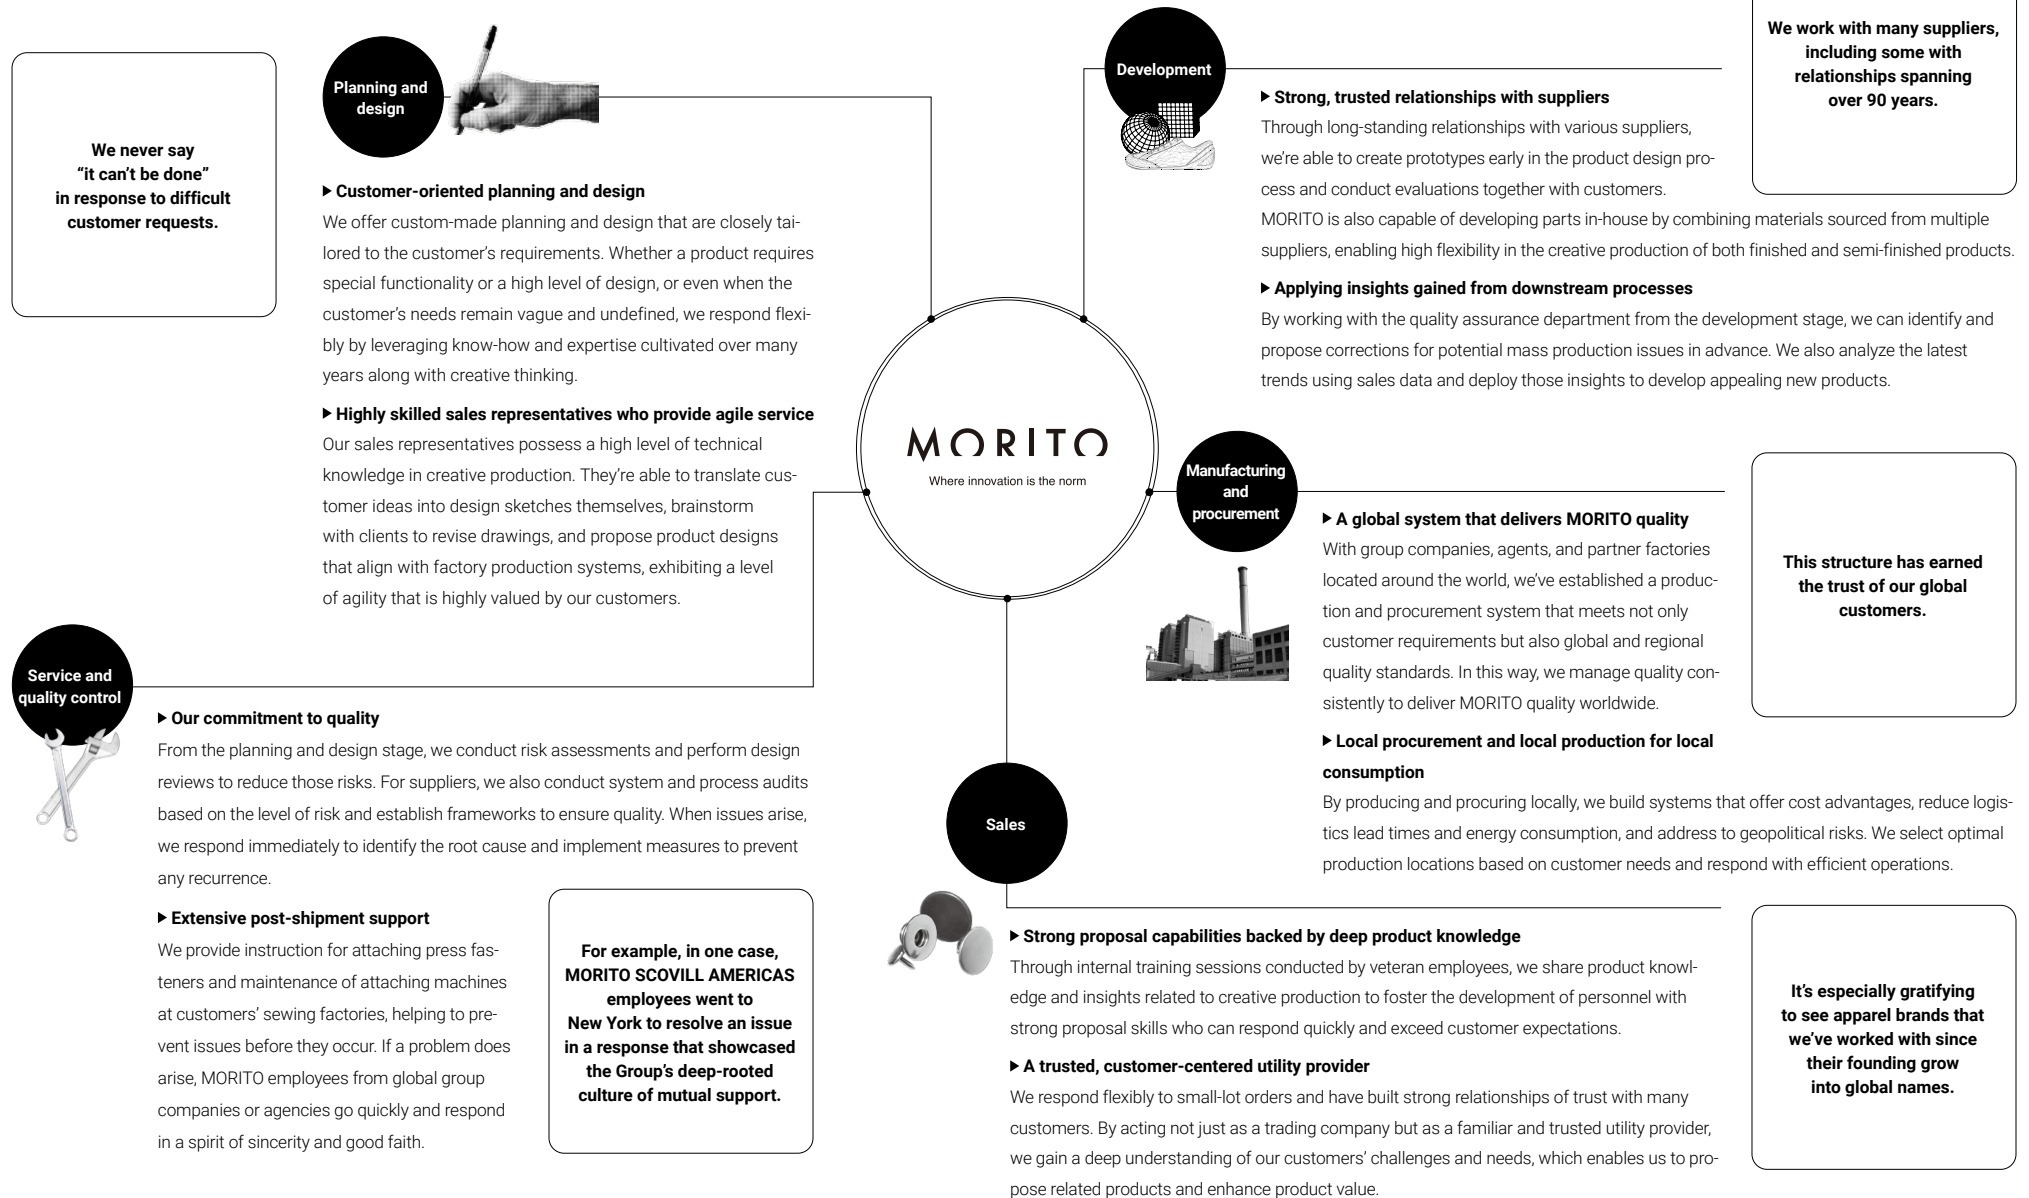 We never say
“it can’t be done”
in response to difficult
customer requests.
Planning and
design
▶ Customer-oriented planning and design
We offer custom-made planning and design that are closely tai-
lored to the customer’s requirements. Whether a product requires
special functionality or a high level of design, or even when the
customer’s needs remain vague and undefined, we respond flexi-
bly by leveraging know-how and expertise cultivated over many
years along with creative thinking.
▶ Highly skilled sales representatives who provide agile service
Our sales representatives possess a high level of technical
knowledge in creative production. They’re able to translate cus-
tomer ideas into design sketches themselves, brainstorm
with clients to revise drawings, and propose product designs
that align with factory production systems, exhibiting a level
of agility that is highly valued by our customers.
Development
▶ Strong, trusted relationships with suppliers
Through long-standing relationships with various suppliers,
we’re able to create prototypes early in the product design pro-
cess and conduct evaluations together with customers.
MORITO is also capable of developing parts in-house by combining materials sourced from multiple
suppliers, enabling high flexibility in the creative production of both finished and semi-finished products.
▶ Applying insights gained from downstream processes
By working with the quality assurance department from the development stage, we can identify and
propose corrections for potential mass production issues in advance. We also analyze the latest
trends using sales data and deploy those insights to develop appealing new products.
We work with many suppliers,
including some with
relationships spanning
over 90 years.
MORITO
Where innovation is the norm
Manufacturing
and
procurement
▶ A global system that delivers MORITO quality
With group companies, agents, and partner factories
located around the world, we’ve established a produc-
tion and procurement system that meets not only
customer requirements but also global and regional
quality standards. In this way, we manage quality con-
sistently to deliver MORITO quality worldwide.
▶ Local procurement and local production for local
consumption
By producing and procuring locally, we build systems that offer cost advantages, reduce logis-
tics lead times and energy consumption, and address to geopolitical risks. We select optimal
production locations based on customer needs and respond with efficient operations.
This structure has earned
the trust of our global
customers.
Service and
quality control
▶ Our commitment to quality
From the planning and design stage, we conduct risk assessments and perform design
reviews to reduce those risks. For suppliers, we also conduct system and process audits
based on the level of risk and establish frameworks to ensure quality. When issues arise,
we respond immediately to identify the root cause and implement measures to prevent
any recurrence.
▶ Extensive post-shipment support
We provide instruction for attaching press fas-
teners and maintenance of attaching machines
at customers’ sewing factories, helping to pre-
vent issues before they occur. If a problem does
arise, MORITO employees from global group
companies or agencies go quickly and respond
in a spirit of sincerity and good faith.
For example, in one case,
MORITO SCOVILL AMERICAS
employees went to
New York to resolve an issue
in a response that showcased
the Group’s deep-rooted
culture of mutual support.
Sales
▶ Strong proposal capabilities backed by deep product knowledge
Through internal training sessions conducted by veteran employees, we share product knowl-
edge and insights related to creative production to foster the development of personnel with
strong proposal skills who can respond quickly and exceed customer expectations.
▶ A trusted, customer-centered utility provider
We respond flexibly to small-lot orders and have built strong relationships of trust with many
customers. By acting not just as a trading company but as a familiar and trusted utility provider,
we gain a deep understanding of our customers’ challenges and needs, which enables us to pro-
pose related products and enhance product value.
It’s especially gratifying
to see apparel brands that
we’ve worked with since
their founding grow
into global names.